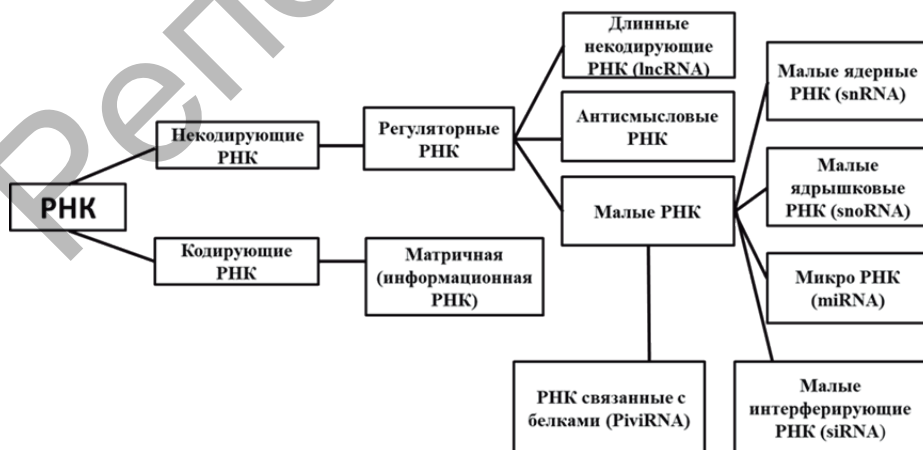 Репо
Длинные
некодирующие
РНК (lncRNA)
Малые ядерные
РНК (snRNA)
Некодирующие
РНК
Регуляторные
РНК
Антисмысловые
РНК
Малые
ядрышковые
РНК (snoRNA)
РНК
Малые РНК
Кодирующие
РНК
Матричная
(информационная
РНК)
Микро РНК
(miRNA)
РНК связанные с
белками (PiviRNA)
Малые
интерферирующие
РНК (siRNA)